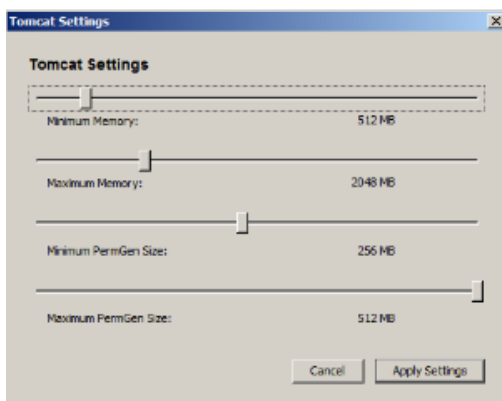 Tomcat Settings
Tomcat Settings
Minimum Memory: 512 MB
Maximum Memory: 2048 MB
Minimum PermGen Size: 256 MB
Maximum PermGen Size: 512 MB
Cancel Apply Settings